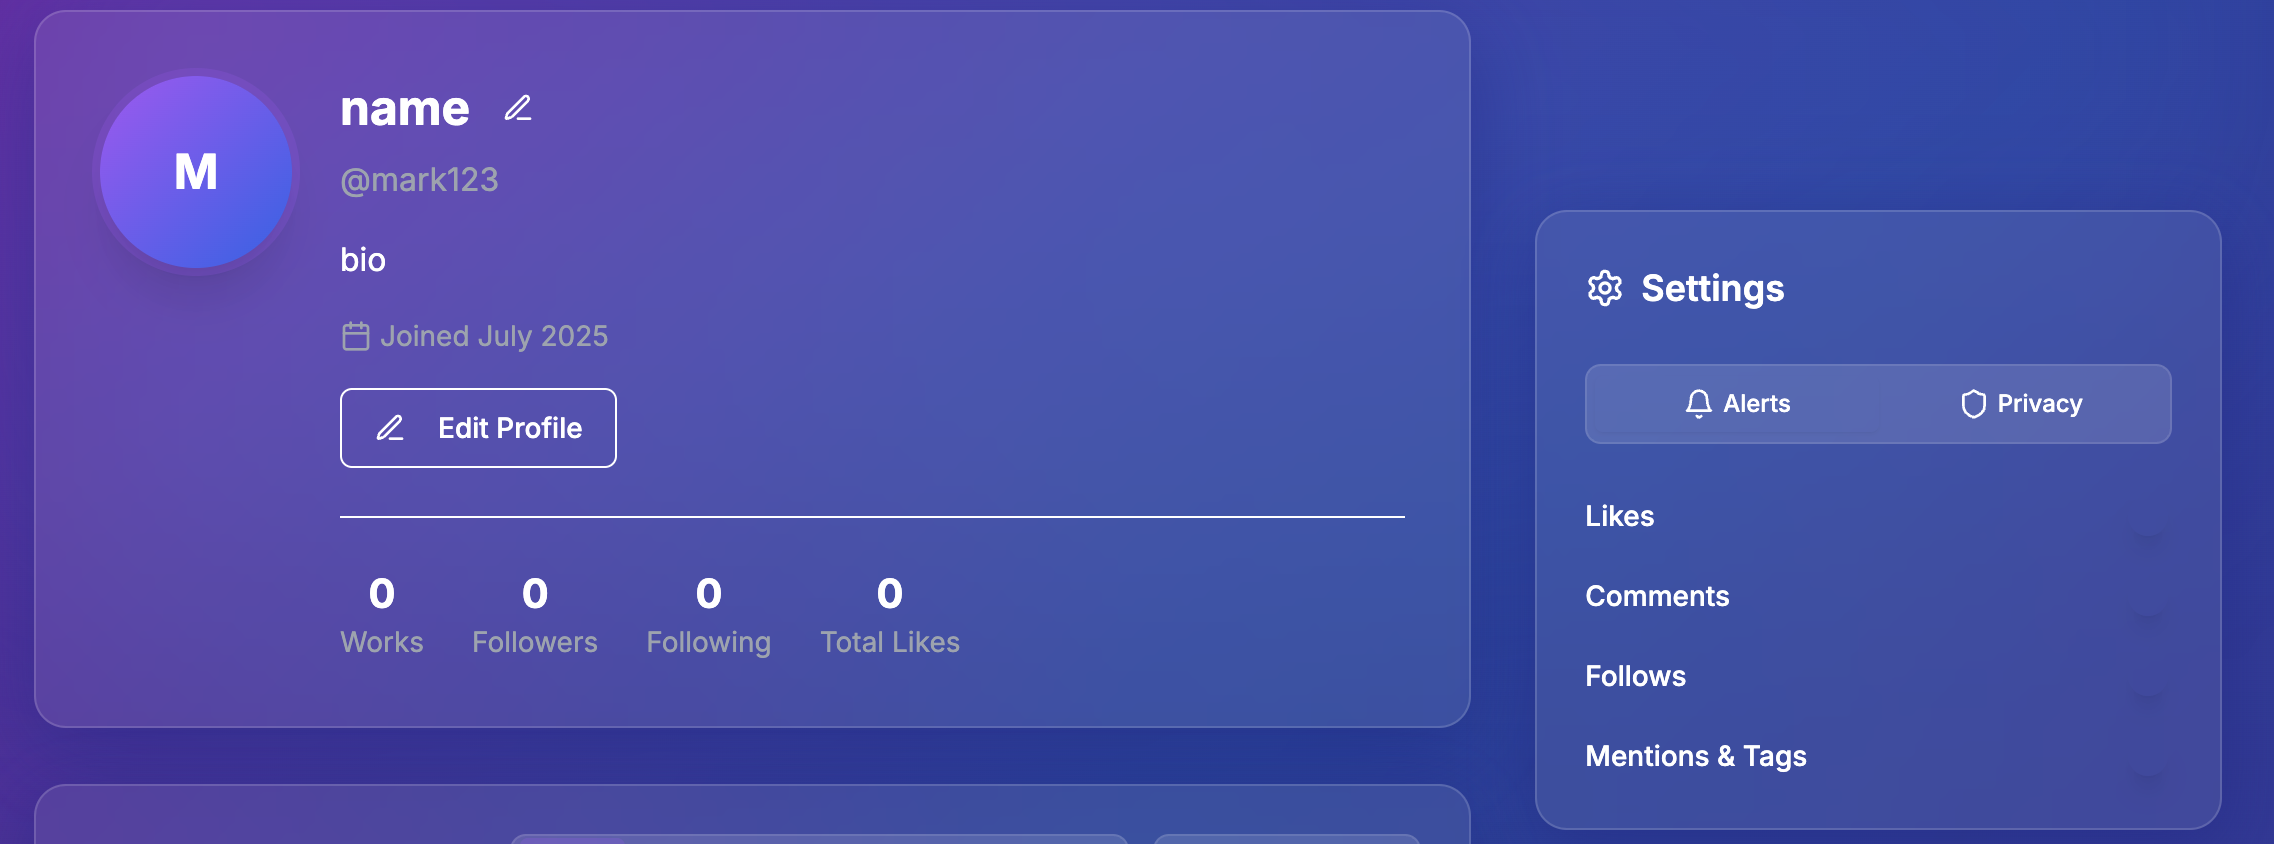 M
name
@mark123
bio
Joined July 2025
Edit Profile
0 0 0 0
Works Followers Following Total Likes
Settings
Alerts Privacy
Likes
Comments
Follows
Mentions & Tags